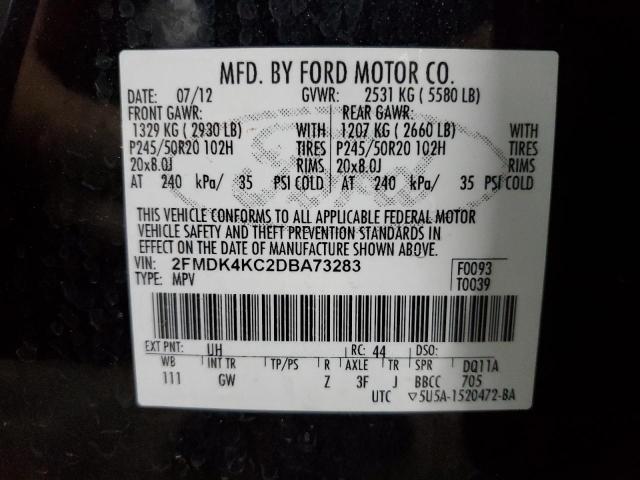 MFD. BY FORD MOTOR CO.
DATE: 07/12 GVWR: 2531 KG ( 5580 LB)
FRONT GAWR: REAR GAWR:
1329 KG ( 2930 LB) WITH 1207 KG ( 2660 LB) WITH
P245/50R20 102H TIRES P245/50R20 102H TIRES
20x8.0J RIMS 20x8.0J RIMS
AT 240 kPa/ 35 PSI COLD AT 240 kPa/ 35 PSI COLD
THIS VEHICLE CONFORMS TO ALL APPLICABLE FEDERAL MOTOR
VEHICLE SAFETY AND THEFT PREVENTION STANDARDS IN
EFFECT ON THE DATE OF MANUFACTURE SHOWN ABOVE.
VIN: 2FMDK4KC2DBA73283 F0093
TYPE: MPV T0039
EXT PNT: UH RC: 44 DSO:
WB INT TR TP/PS R AXLE TR SPR DQ11A
111 GW Z 3F J BBCC 705
UTC ▽5U5A-1520472-BA